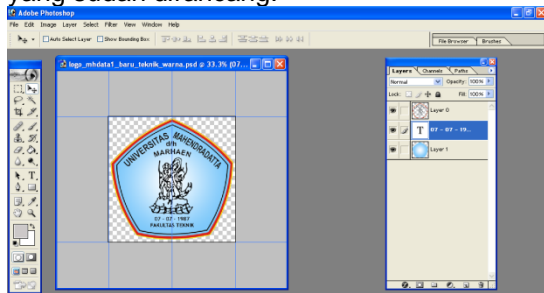 yang sudah dirancang.
Adobe Photoshop
File Edit Image Layer Select Filter View Window Help
Auto Select Layer Show Bounding Box
File Browser Brushes
logo_mhdata1_baru_teknik_warna.psd @ 33.3% (07...
UNIVERSITAS MAHENDRADATTA
d/h
MARHAEN
07 - 07 - 1987
FAKULTAS TEKNIK
Layers Channels Paths
Normal Opacity: 100%
Lock: Fill: 100%
Layer 0
T 07 - 07 - 19...
Layer 1